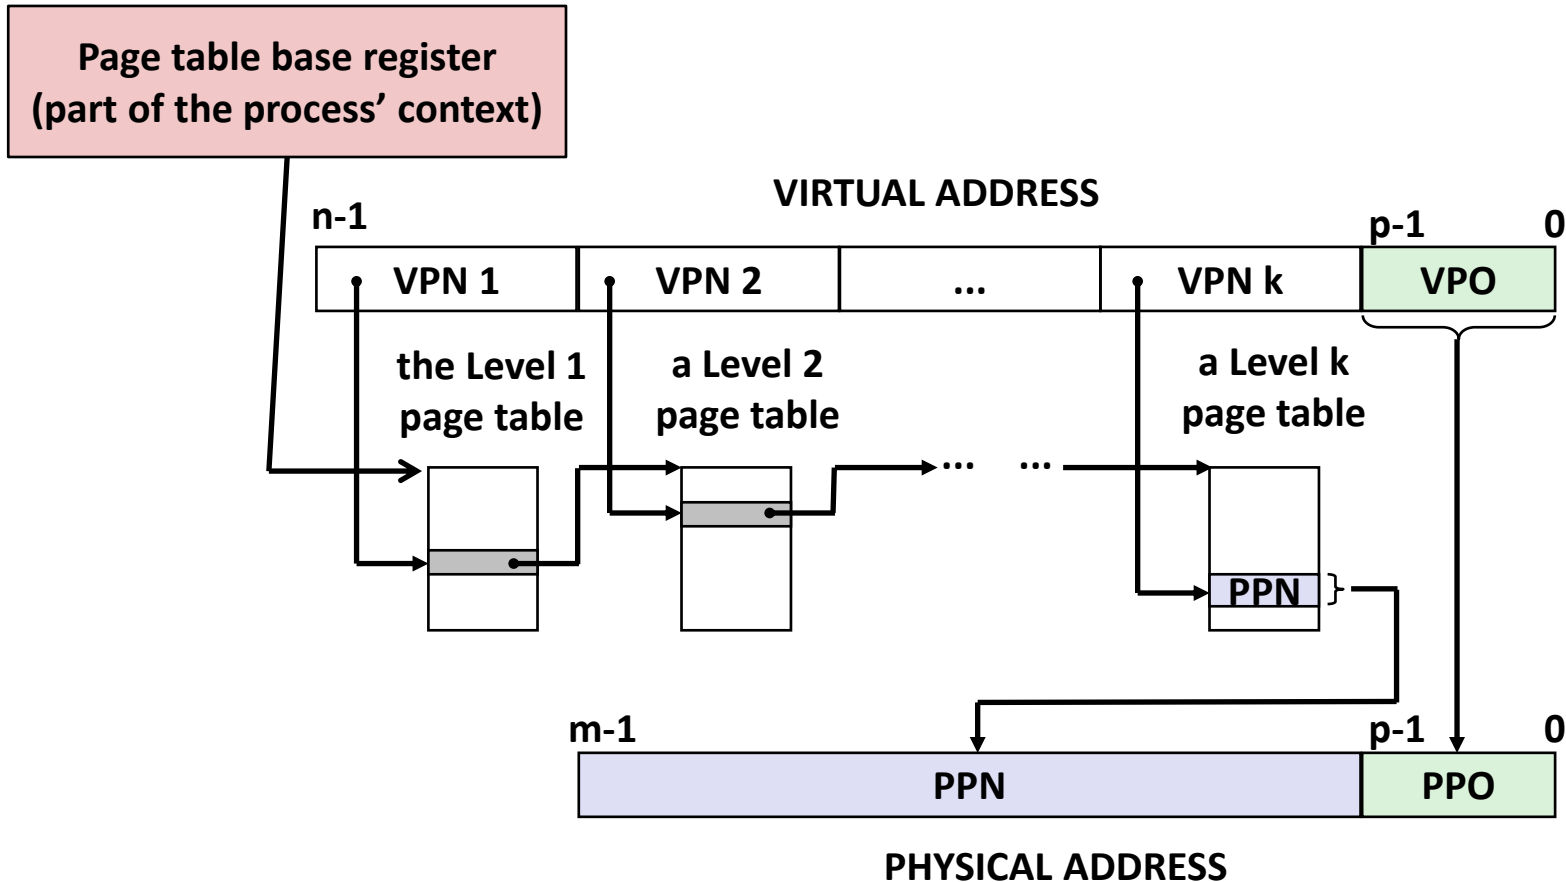 Page table base register
(part of the process’ context)
VIRTUAL ADDRESS
n-1
p-1
0
VPN 1
VPN 2
...
VPN k
VPO
the Level 1
page table
a Level 2
page table
a Level k
page table
... ...
PPN
m-1
p-1
0
PPN
PPO
PHYSICAL ADDRESS